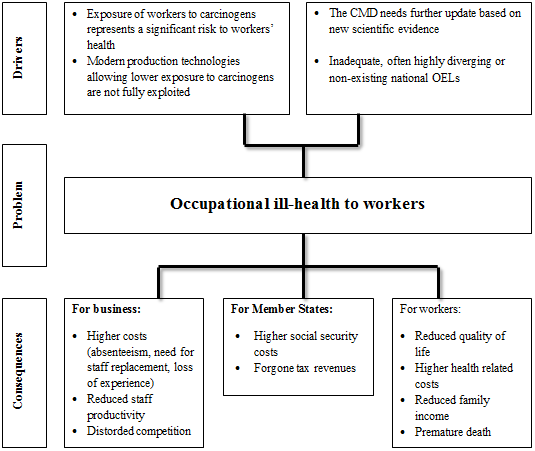 Drivers
• Exposure of workers to carcinogens
represents a significant risk to workers'
health
• Modern production technologies
allowing lower exposure to carcinogens
are not fully exploited
• The CMD needs further update based on
new scientific evidence
• Inadequate, often highly diverging or
non-existing national OELs
Problem
Occupational ill-health to workers
Consequences
For business:
• Higher costs
(absenteeism, need for
staff replacement, loss
of experience)
• Reduced staff
productivity
• Distorded competition
For Member States:
• Higher social security
costs
• Forgone tax revenues
For workers:
• Reduced quality of
life
• Higher health related
costs
• Reduced family
income
• Premature death